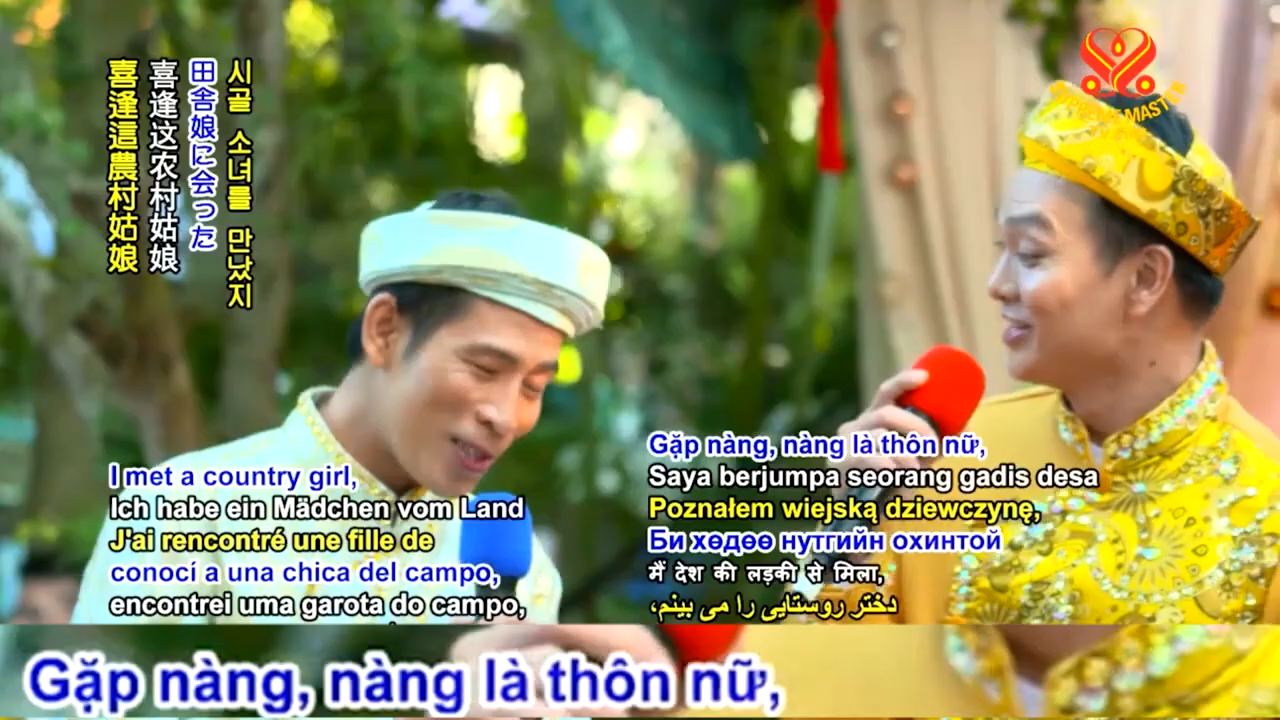 시골 소녀를 만났지
田舎娘に会った
喜逢这农村姑娘
喜逢這農村姑娘
SUPREME MASTER
I met a country girl,
Ich habe ein Mädchen vom Land
J'ai rencontré une fille de
conocí a una chica del campo,
encontrei uma garota do campo,
Gặp nàng, nàng là thôn nữ,
Saya berjumpa seorang gadis desa
Poznałem wiejską dziewczynę,
Би хөдөө нутгийн охинтой
मैं देश की लड़की से मिला,
دختر روستایی را می بینم،
Gặp nàng, nàng là thôn nữ,